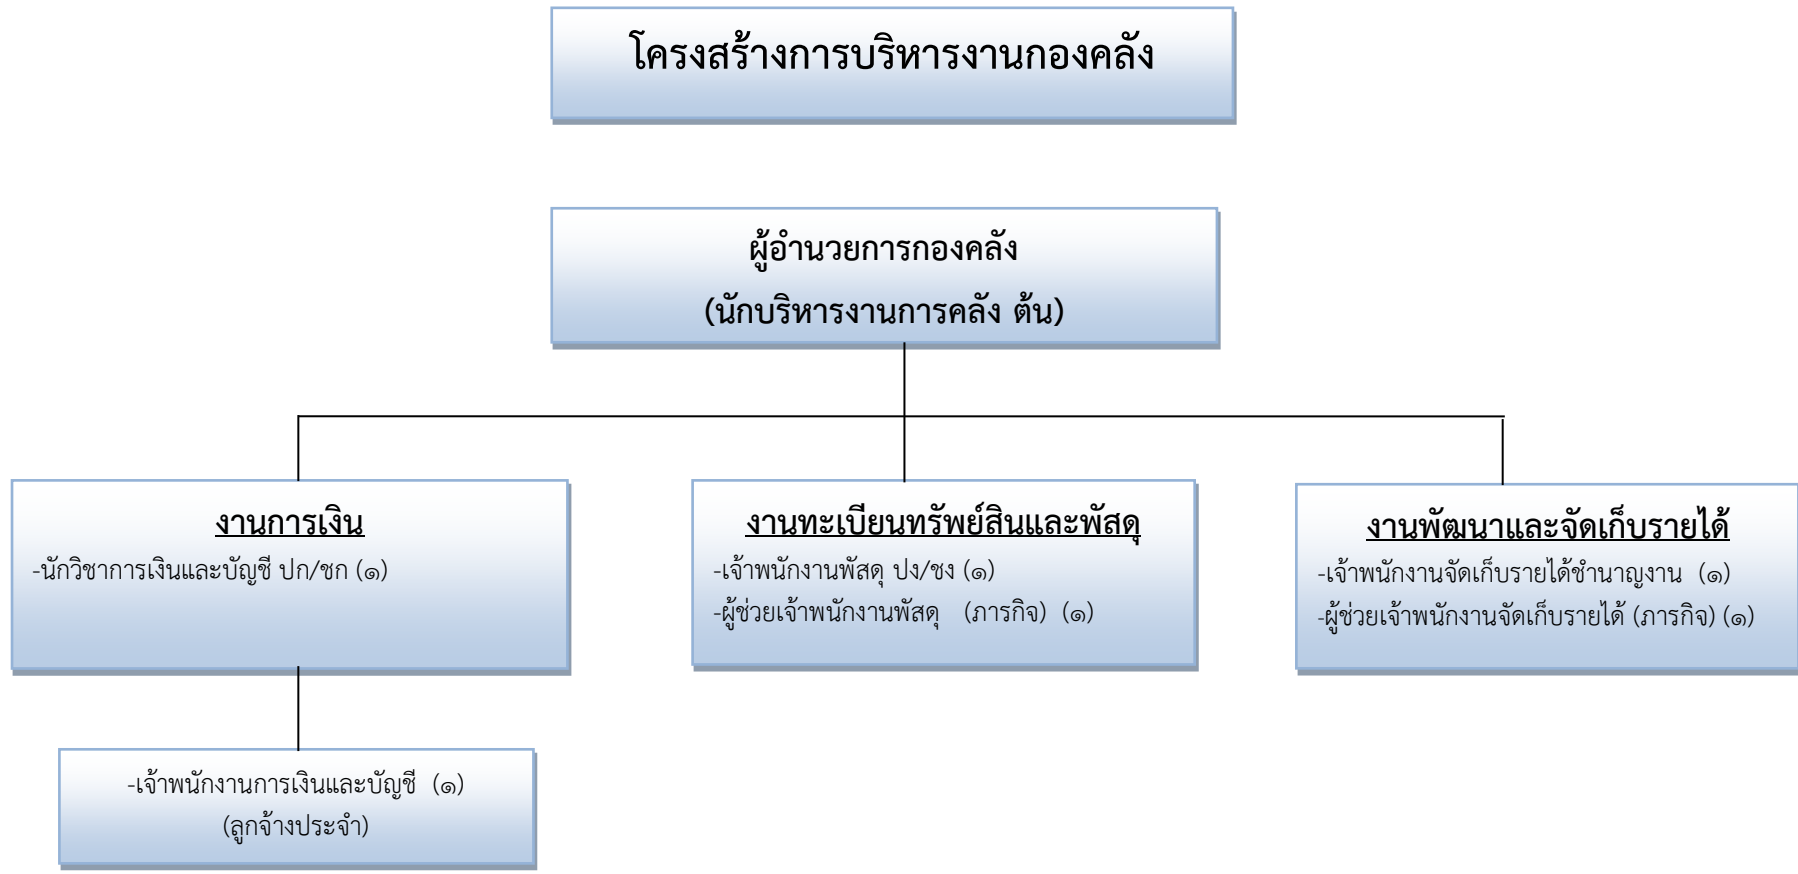 โครงสร้างการบริหารงานกองคลัง
ผู้อำนวยการกองคลัง
(นักบริหารงานการคลัง ต้น)
งานการเงิน
-นักวิชาการเงินและบัญชี ปก/ชก (๑)
งานทะเบียนทรัพย์สินและพัสดุ
-เจ้าพนักงานพัสดุ ปง/ชง (๑)
-ผู้ช่วยเจ้าพนักงานพัสดุ (ภารกิจ) (๑)
งานพัฒนาและจัดเก็บรายได้
-เจ้าพนักงานจัดเก็บรายได้ชำนาญงาน (๑)
-ผู้ช่วยเจ้าพนักงานจัดเก็บรายได้ (ภารกิจ) (๑)
-เจ้าพนักงานการเงินและบัญชี (๑)
(ลูกจ้างประจำ)